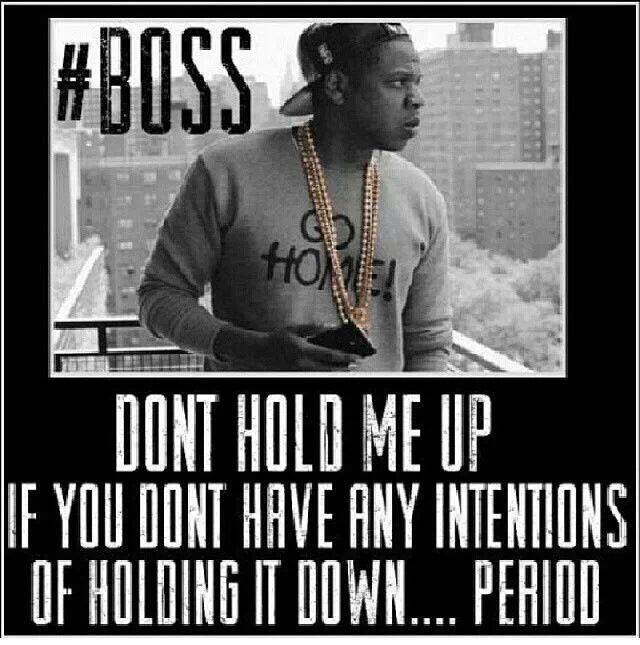 #BOSS
GO
HOME!
DONT HOLD ME UP
IF YOU DONT HAVE ANY INTENTIONS
OF HOLDING IT DOWN.... PERIOD